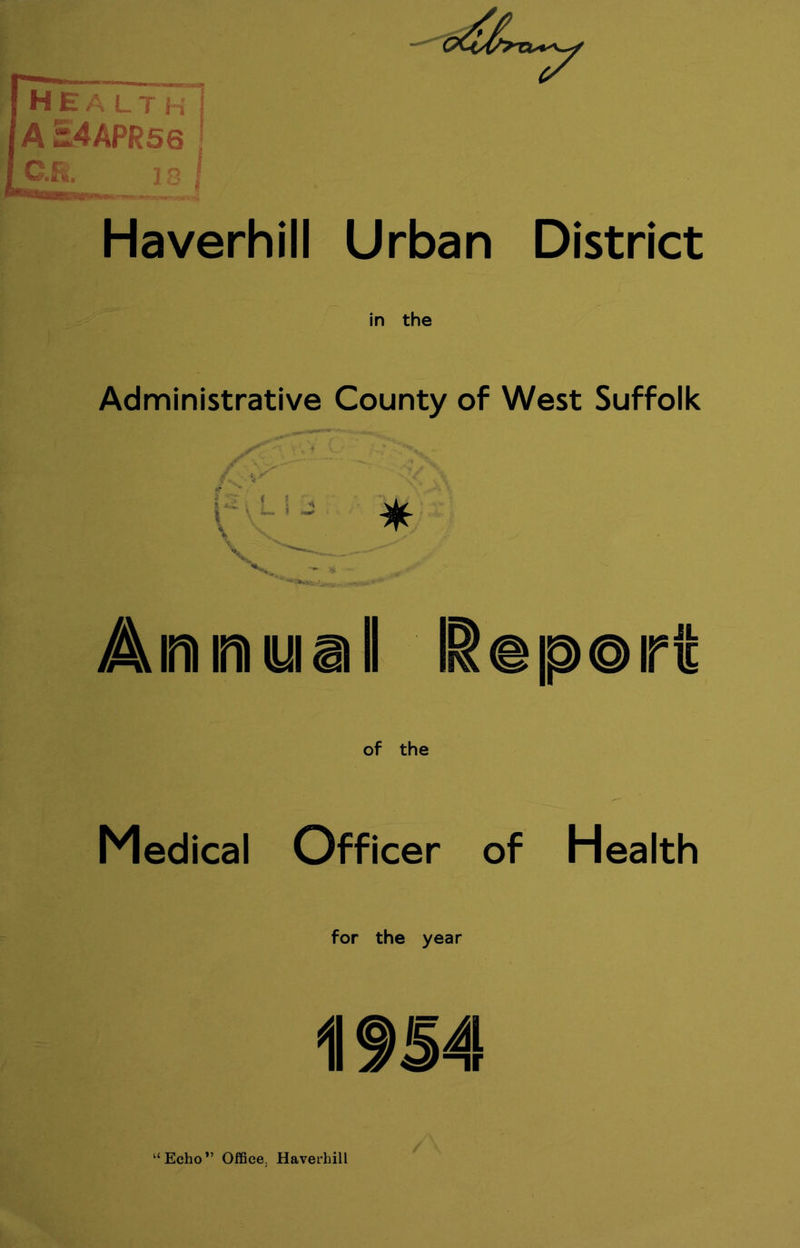 Library
HEALTH
A 24APR56
C.R. 18
Haverhill Urban District
in the
Administrative County of West Suffolk
Annual Report
of the
Medical Officer of Health
for the year
1954
“Echo” Office, Haverhill